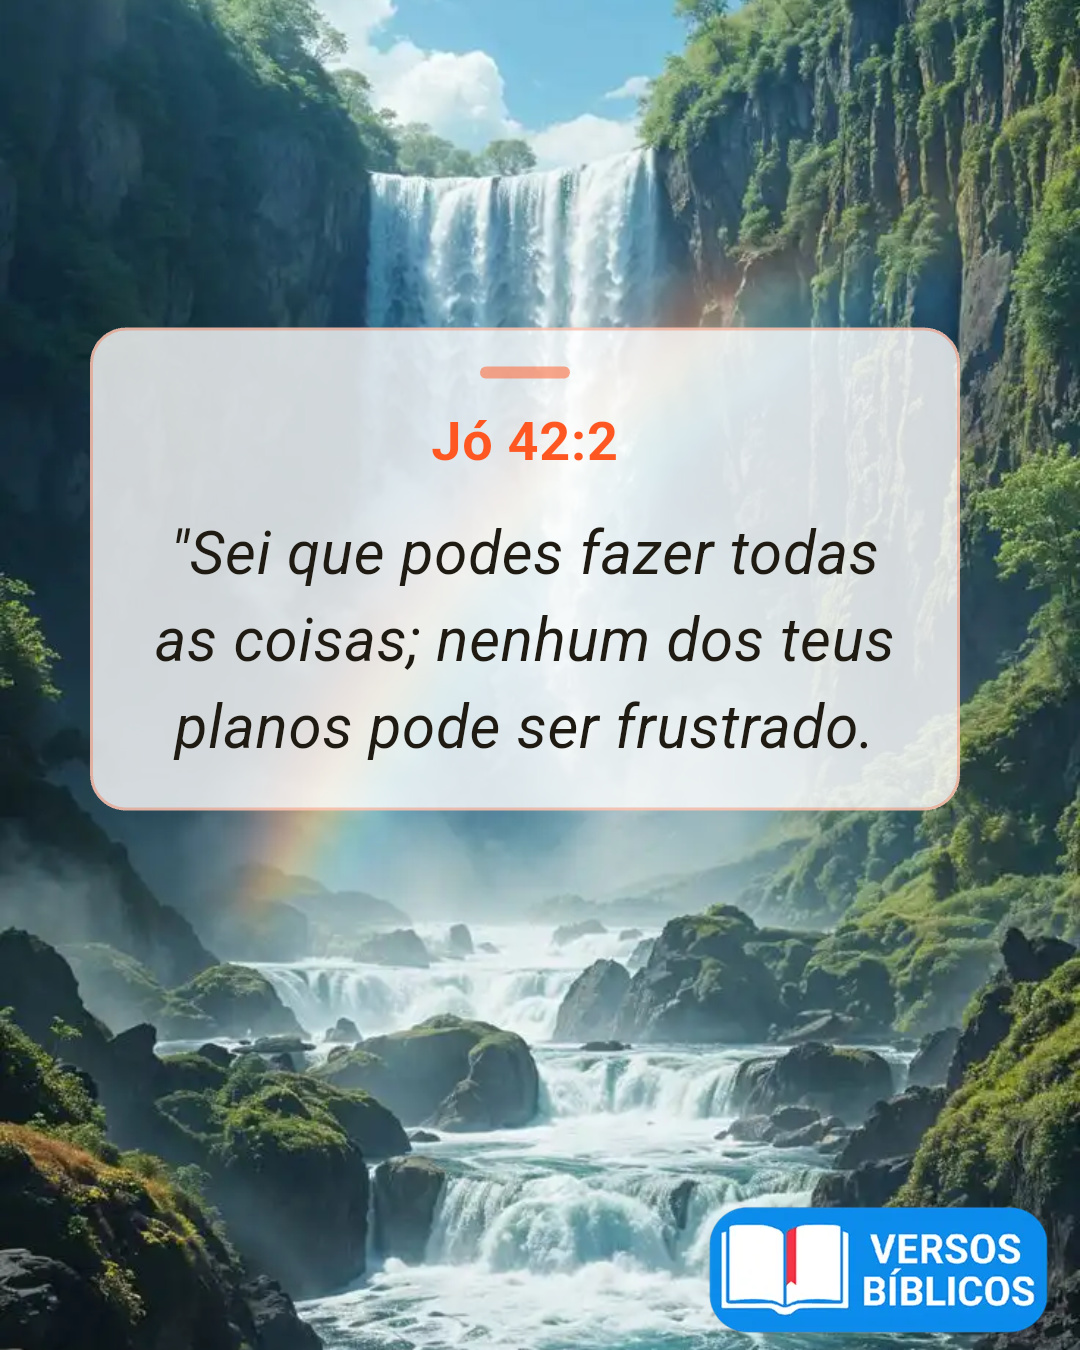 Jó 42:2
"Sei que podes fazer todas
as coisas; nenhum dos teus
planos pode ser frustrado.
VERSOS
BÍBLICOS